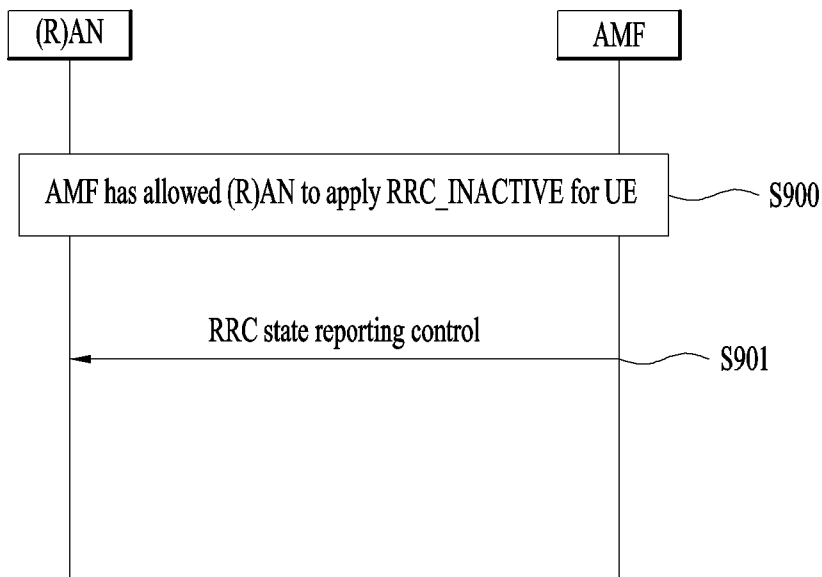 (R)AN
AMF
AMF has allowed (R)AN to apply RRC_INACTIVE for UE
S900
RRC state reporting control
S901